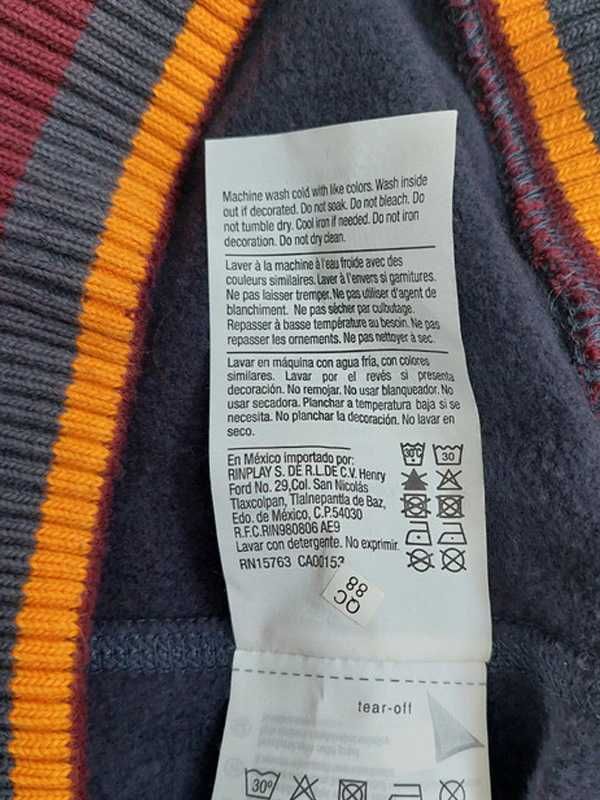 Machine wash cold with like colors. Wash inside
out if decorated. Do not soak. Do not bleach. Do
not tumble dry. Cool iron if needed. Do not iron
decoration. Do not dry clean.
Laver à la machine à l'eau froide avec des
couleurs similaires. Laver à l'envers si garnitures.
Ne pas laisser tremper. Ne pas utiliser d'agent de
blanchiment. Ne pas sécher par culbutage.
Repasser à basse température au besoin. Ne pas
repasser les ornements. Ne pas nettoyer à sec.
Lavar en máquina con agua fría, con colores
similares. Lavar por el revés si presenta
decoración. No remojar. No usar blanqueador. No
usar secadora. Planchar a temperatura baja si se
necesita. No planchar la decoración. No lavar en
seco.
En México importado por:
RINPLAY S. DE R.L.DE C.V. Henry
Ford No. 29,Col. San Nicolás
Tlaxcolpan, Tlalnepantla de Baz,
Edo. de México, C.P.54030
R.F.C.RIN980806 AE9
Lavar con detergente. No exprimir.
RN15763 CA00153
30°C 30
QC
88
tear-off
30°